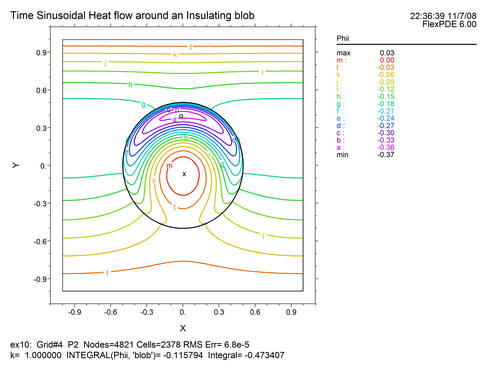 Time Sinusoidal Heat flow around an Insulating blob
22:36:39 11/7/08
FlexPDE 6.00
Phii
max 0.03
m : 0.00
l : -0.03
k : -0.06
j : -0.09
i : -0.12
h : -0.15
g : -0.18
f : -0.21
e : -0.24
d : -0.27
c : -0.30
b : -0.33
a : -0.36
min -0.37
0.9
0.6
0.3
0.
-0.3
-0.6
-0.9
Y
-0.9 -0.6 -0.3 0. 0.3 0.6 0.9
X
l
k
j
i
h
g
o
a
m
x
l
j
l
ex10: Grid#4 P2 Nodes=4821 Cells=2378 RMS Err= 6.8e-5
k= 1.000000 INTEGRAL(Phii, 'blob')= -0.115794 Integral= -0.473407